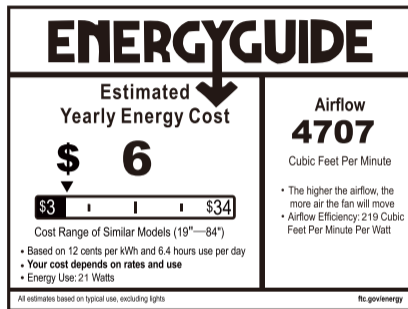 ENERGYGUIDE
Estimated
Yearly Energy Cost
$ 6
$3 $34
Cost Range of Similar Models (19"—84")
• Based on 12 cents per kWh and 6.4 hours use per day
• Your cost depends on rates and use
• Energy Use: 21 Watts
Airflow
4707
Cubic Feet Per Minute
• The higher the airflow, the
more air the fan will move
• Airflow Efficiency: 219 Cubic
Feet Per Minute Per Watt
All estimates based on typical use, excluding lights
ftc.gov/energy